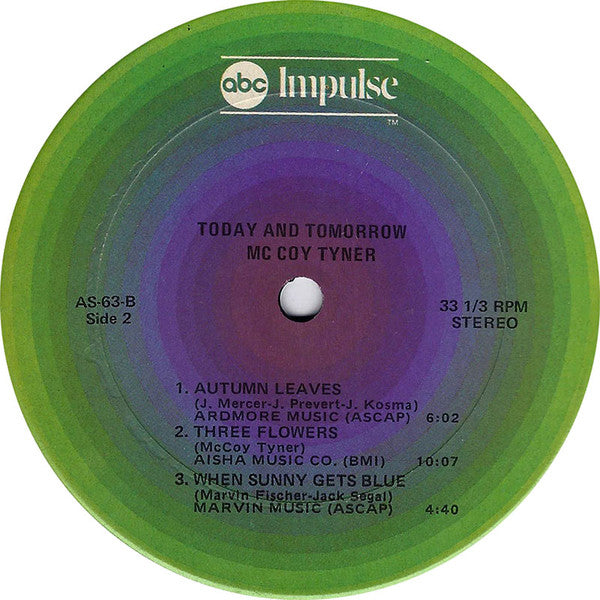 abc Impulse
TM
TODAY AND TOMORROW
MC COY TYNER
AS-63-B
Side 2
33 1/3 RPM
STEREO
1. AUTUMN LEAVES
(J. Mercer-J. Prevert-J. Kosma)
ARDMORE MUSIC (ASCAP) 6:02
2. THREE FLOWERS
(McCoy Tyner)
AISHA MUSIC CO. (BMI) 10:07
3. WHEN SUNNY GETS BLUE
(Marvin Fischer-Jack Segal)
MARVIN MUSIC (ASCAP) 4:40